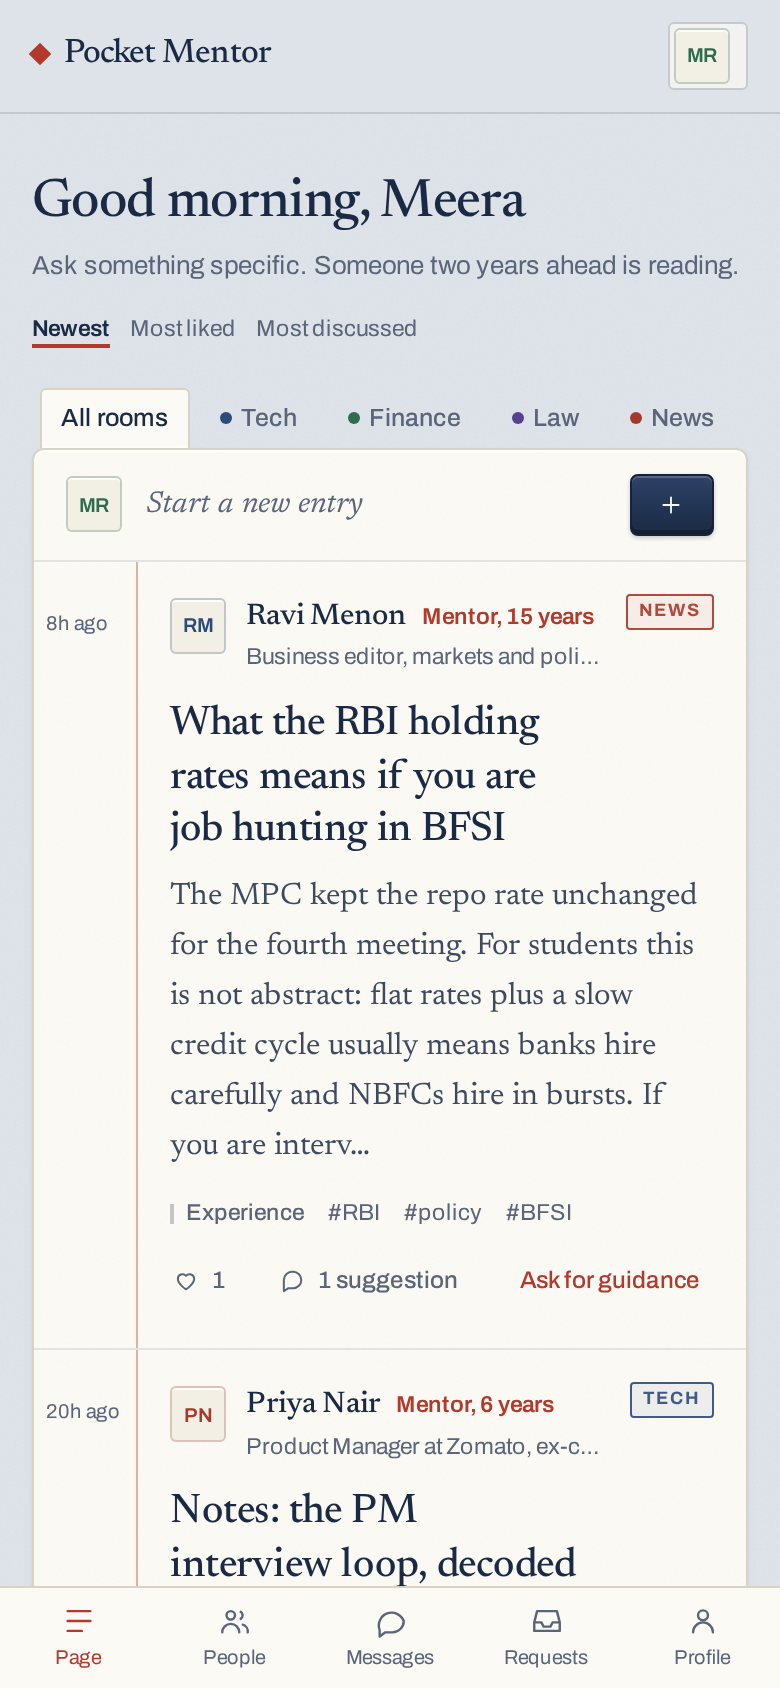 Pocket Mentor
MR
Good morning, Meera
Ask something specific. Someone two years ahead is reading.
Newest Most liked Most discussed
All rooms Tech Finance Law News
MR Start a new entry +
8h ago
RM Ravi Menon Mentor, 15 years NEWS
Business editor, markets and poli...
What the RBI holding
rates means if you are
job hunting in BFSI
The MPC kept the repo rate unchanged
for the fourth meeting. For students this
is not abstract: flat rates plus a slow
credit cycle usually means banks hire
carefully and NBFCs hire in bursts. If
you are interv...
Experience #RBI #policy #BFSI
1 1 suggestion Ask for guidance
20h ago
PN Priya Nair Mentor, 6 years TECH
Product Manager at Zomato, ex-c...
Notes: the PM
interview loop, decoded
Page People Messages Requests Profile